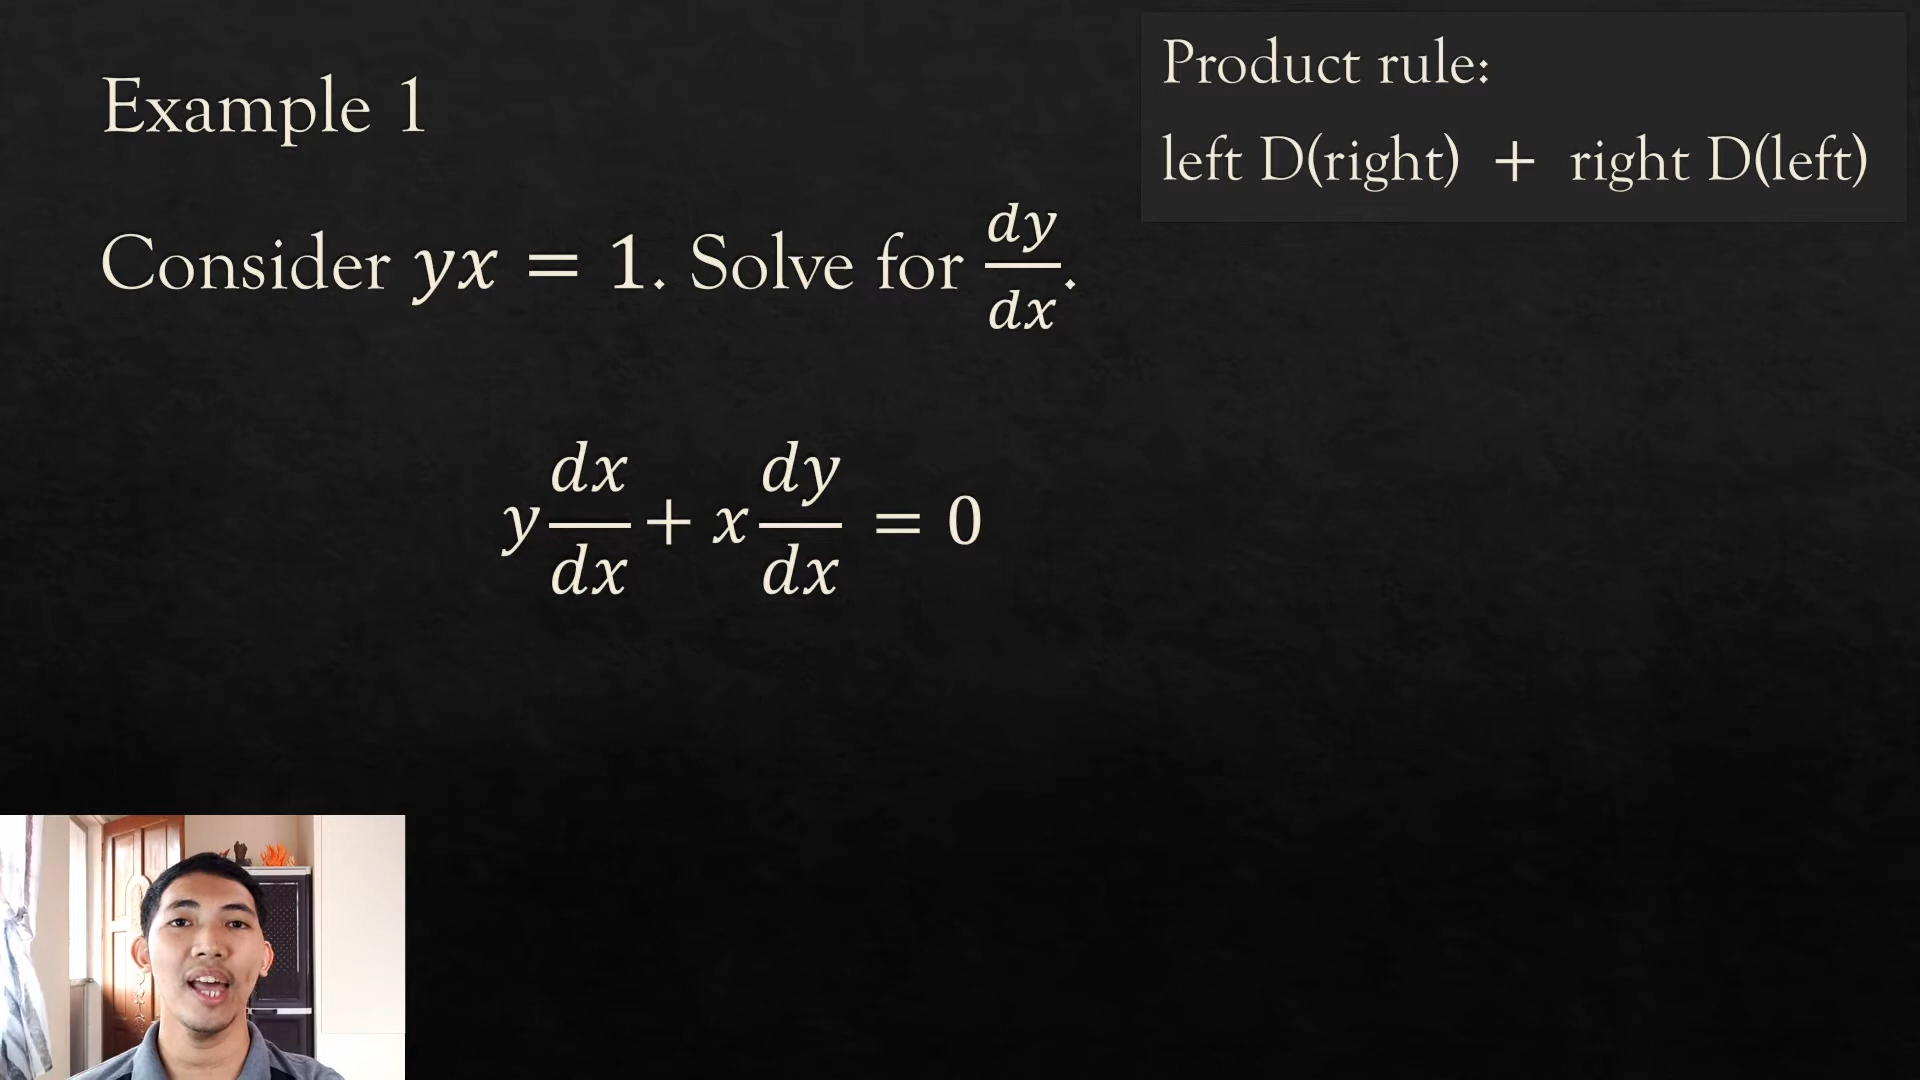 Example 1
Product rule:
left D(right) + right D(left)
Consider yx = 1. Solve for dy/dx.
y dx/dx + x dy/dx = 0